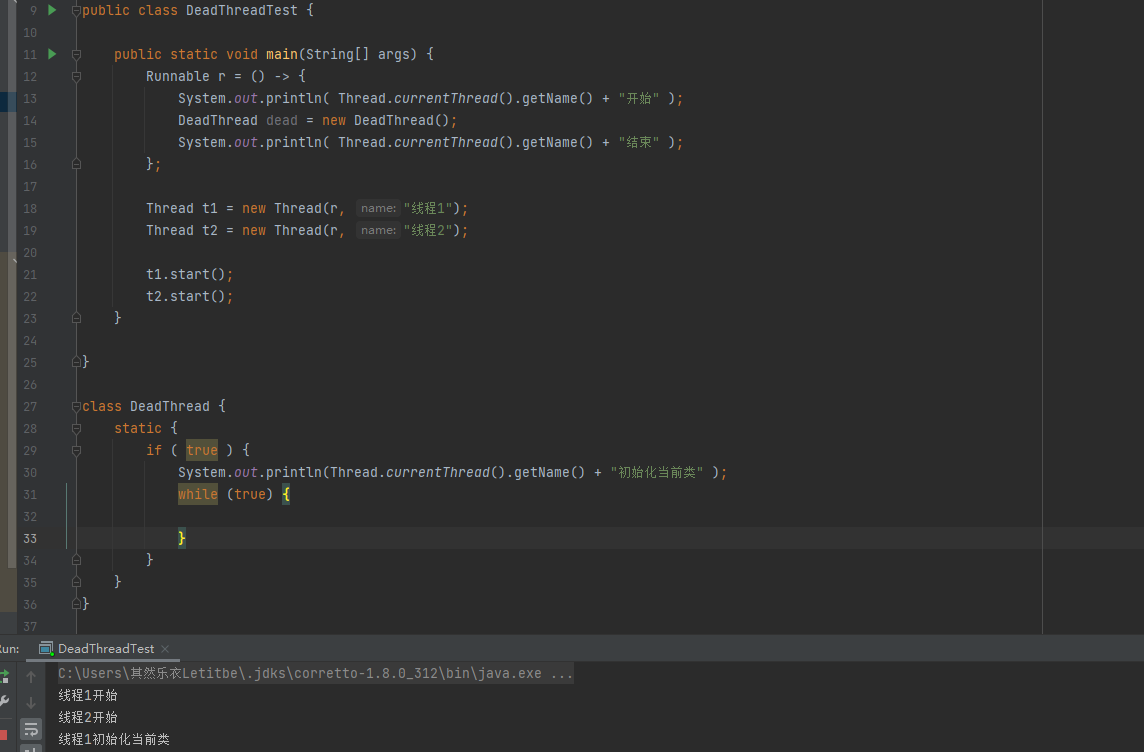 9 public class DeadThreadTest {
10
11 public static void main(String[] args) {
12 Runnable r = () -> {
13 System.out.println( Thread.currentThread().getName() + "开始" );
14 DeadThread dead = new DeadThread();
15 System.out.println( Thread.currentThread().getName() + "结束" );
16 };
17
18 Thread t1 = new Thread(r, name: "线程1");
19 Thread t2 = new Thread(r, name: "线程2");
20
21 t1.start();
22 t2.start();
23 }
24
25 }
26
27 class DeadThread {
28 static {
29 if ( true ) {
30 System.out.println(Thread.currentThread().getName() + "初始化当前类" );
31 while (true) {
32
33 }
34 }
35 }
36 }
37
Run: DeadThreadTest
C:\Users\其然乐衣Letitbe\.jdks\corretto-1.8.0_312\bin\java.exe ...
线程1开始
线程2开始
线程1初始化当前类